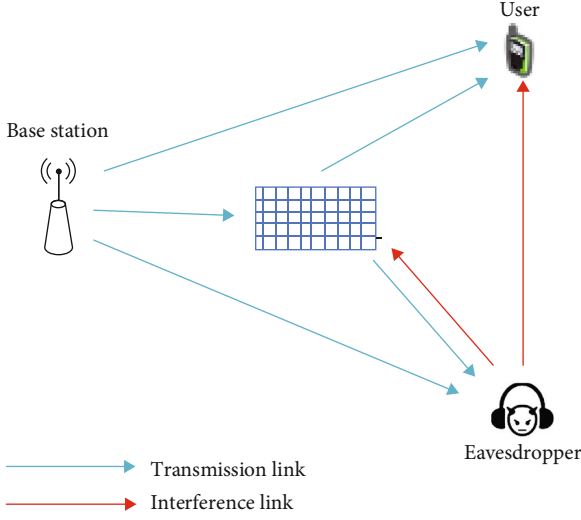 User
Base station
Eavesdropper
Transmission link
Interference link